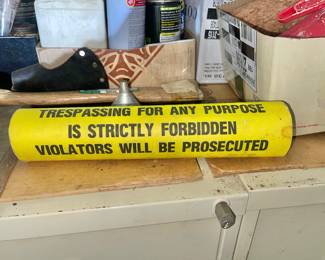 TRESPASSING FOR ANY PURPOSE
IS STRICTLY FORBIDDEN
VIOLATORS WILL BE PROSECUTED